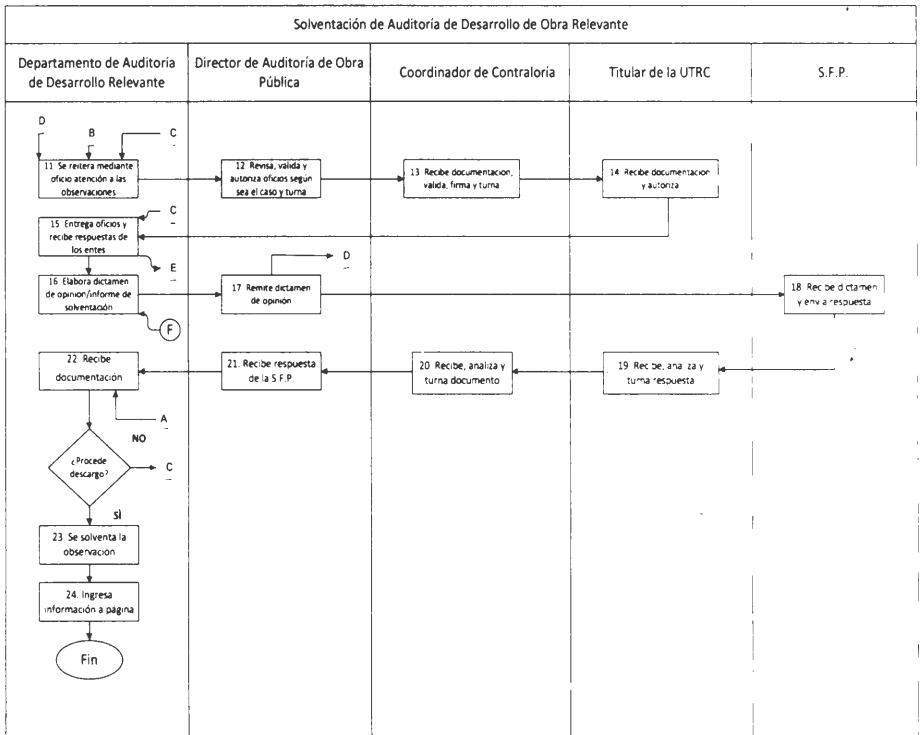 Solventación de Auditoría de Desarrollo de Obra Relevante
Departamento de Auditoría
de Desarrollo Relevante
Director de Auditoría de Obra
Pública
Coordinador de Contraloría
Titular de la UTRC
S.F.P.
D
B
C
11 Se reitera mediante
oficio atención a las
observaciones
12 Revisa, valida y
autoriza oficios según
sea el caso y turna
13 Recibe documentacion,
valida, firma y turna
14 Recibe documentacion
y autoriza
C
15 Entrega oficios y
recibe respuestas de
los entes
E
D
16 Elabora dictamen
de opinion/informe de
solventación
17 Remite dictamen
de opinión
18 Recibe dictamen
y envia respuesta
F
22 Recibe
documentación
21. Recibe respuesta
de la S F.P.
20 Recibe, analiza y
turna documento
19 Recibe, analiza y
turna respuesta
A
NO
¿Procede
descargo?
C
SÌ
23. Se solventa la
observación
24. Ingresa
información a página
Fin